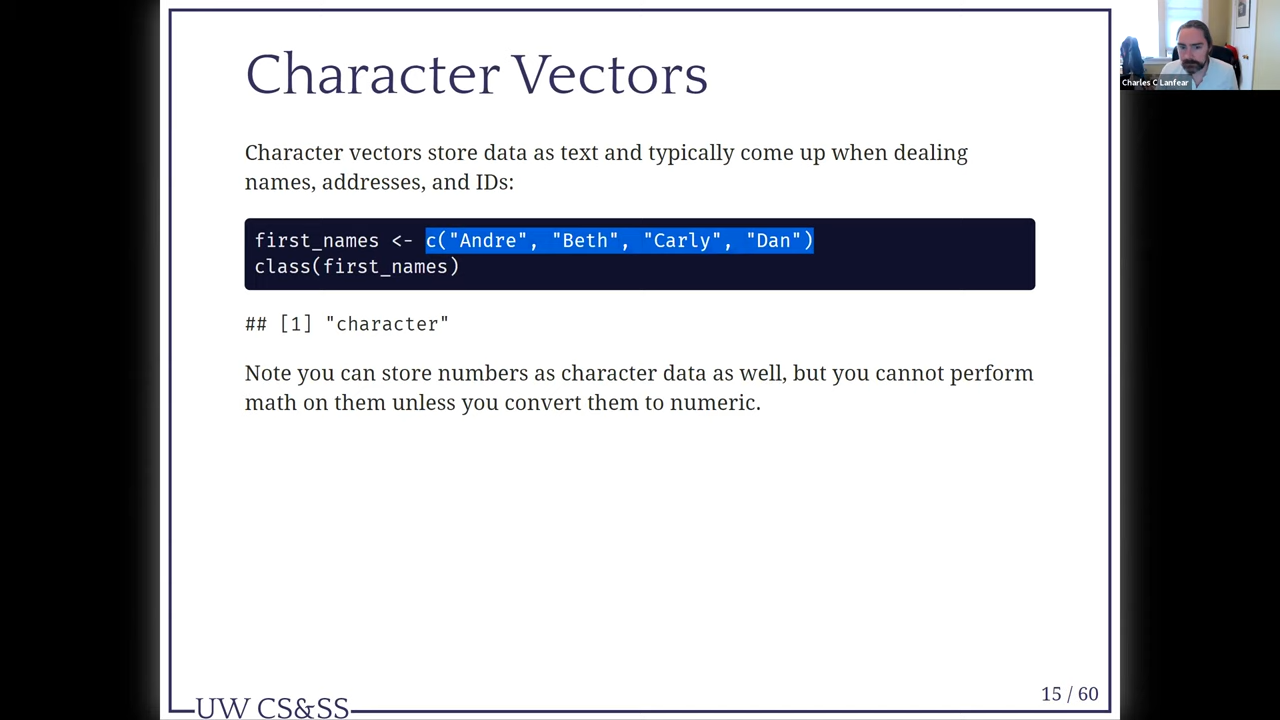 Character Vectors
Charles C Lanfear
Character vectors store data as text and typically come up when dealing
names, addresses, and IDs:
first_names <- c("Andre", "Beth", "Carly", "Dan")
class(first_names)
## [1] "character"
Note you can store numbers as character data as well, but you cannot perform
math on them unless you convert them to numeric.
15 / 60
UW CS&SS